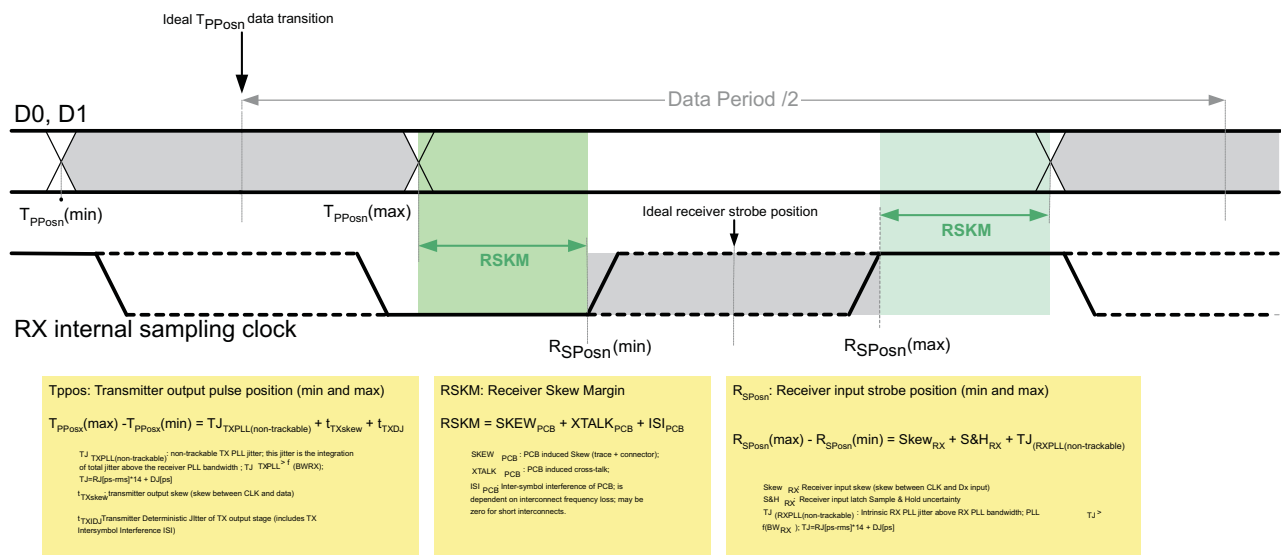 Ideal TPPosn data transition
Data Period /2
D0, D1
TPPosn(min)
TPPosn(max)
Ideal receiver strobe position
RSKM
RSKM
RX internal sampling clock
RSPosn(min)
RSPosn(max)
Tppos: Transmitter output pulse position (min and max)
TPPosx(max) -TPPosx(min) = TJTXPLL(non-trackable) + tTXskew + tTXDJ
TJ TXPLL(non-trackable): non-trackable TX PLL jitter; this jitter is the integration
of total jitter above the receiver PLL bandwidth ; TJ TXPLL> f (BWRX);
TJ=RJ[ps-rms]*14 + DJ[ps]
tTXskew: transmitter output skew (skew between CLK and data)
tTXIDJ Transmitter Deterministic JItter of TX output stage (includes TX
Intersymbol Interference ISI)
RSKM: Receiver Skew Margin
RSKM = SKEWPCB + XTALKPCB + ISIPCB
SKEW PCB : PCB induced Skew (trace + connector);
XTALK PCB : PCB induced cross-talk;
ISI PCB: Inter-symbol interference of PCB; is
dependent on interconnect frequency loss; may be
zero for short interconnects.
RSPosn: Receiver input strobe position (min and max)
RSPosn(max) - RSPosn(min) = SkewRX + S&HRX + TJ(RXPLL(non-trackable)
Skew RX: Receiver input skew (skew between CLK and Dx input)
S&H RX: Receiver input latch Sample & Hold uncertainty
TJ (RXPLL(non-trackable) : Intrinsic RX PLL jitter above RX PLL bandwidth; PLL TJ >
f(BWRX ); TJ=RJ[ps-rms]*14 + DJ[ps]